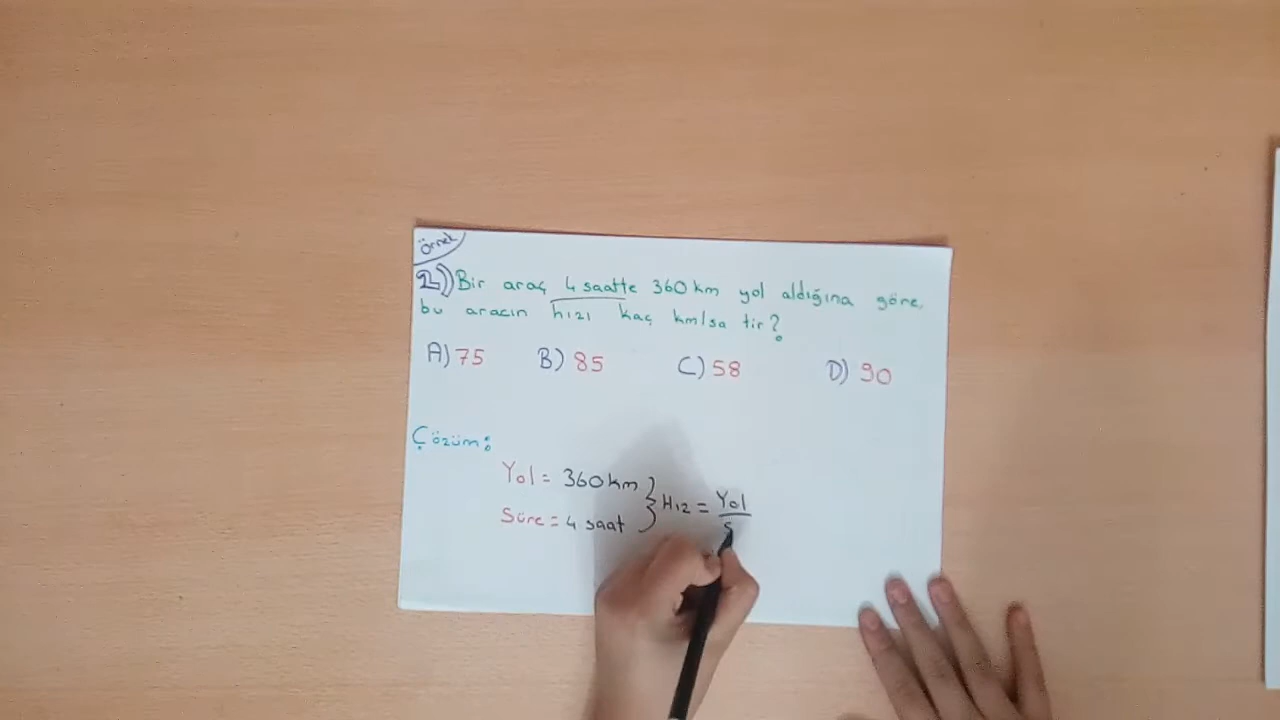 Örnek
2) Bir araç 4 saatte 360 km yol aldığına göre,
bu aracın hızı kaç km/sa tir?
A) 75 B) 85 C) 58 D) 90
Çözüm:
Yol = 360 km
Süre = 4 saat
Hız = Yol
S